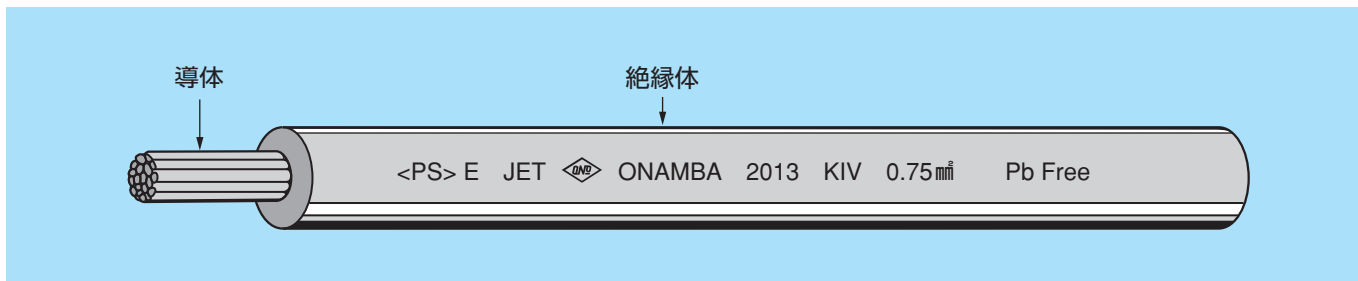 導体
絶縁体
<PS> E JET ONAMBA 2013 KIV 0.75㎟ Pb Free